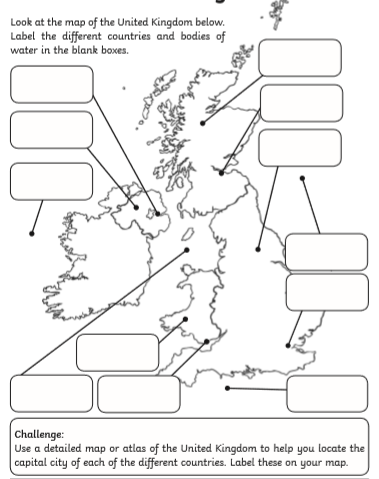 Look at the map of the United Kingdom below.
Label the different countries and bodies of
water in the blank boxes.
Challenge:
Use a detailed map or atlas of the United Kingdom to help you locate the
capital city of each of the different countries. Label these on your map.